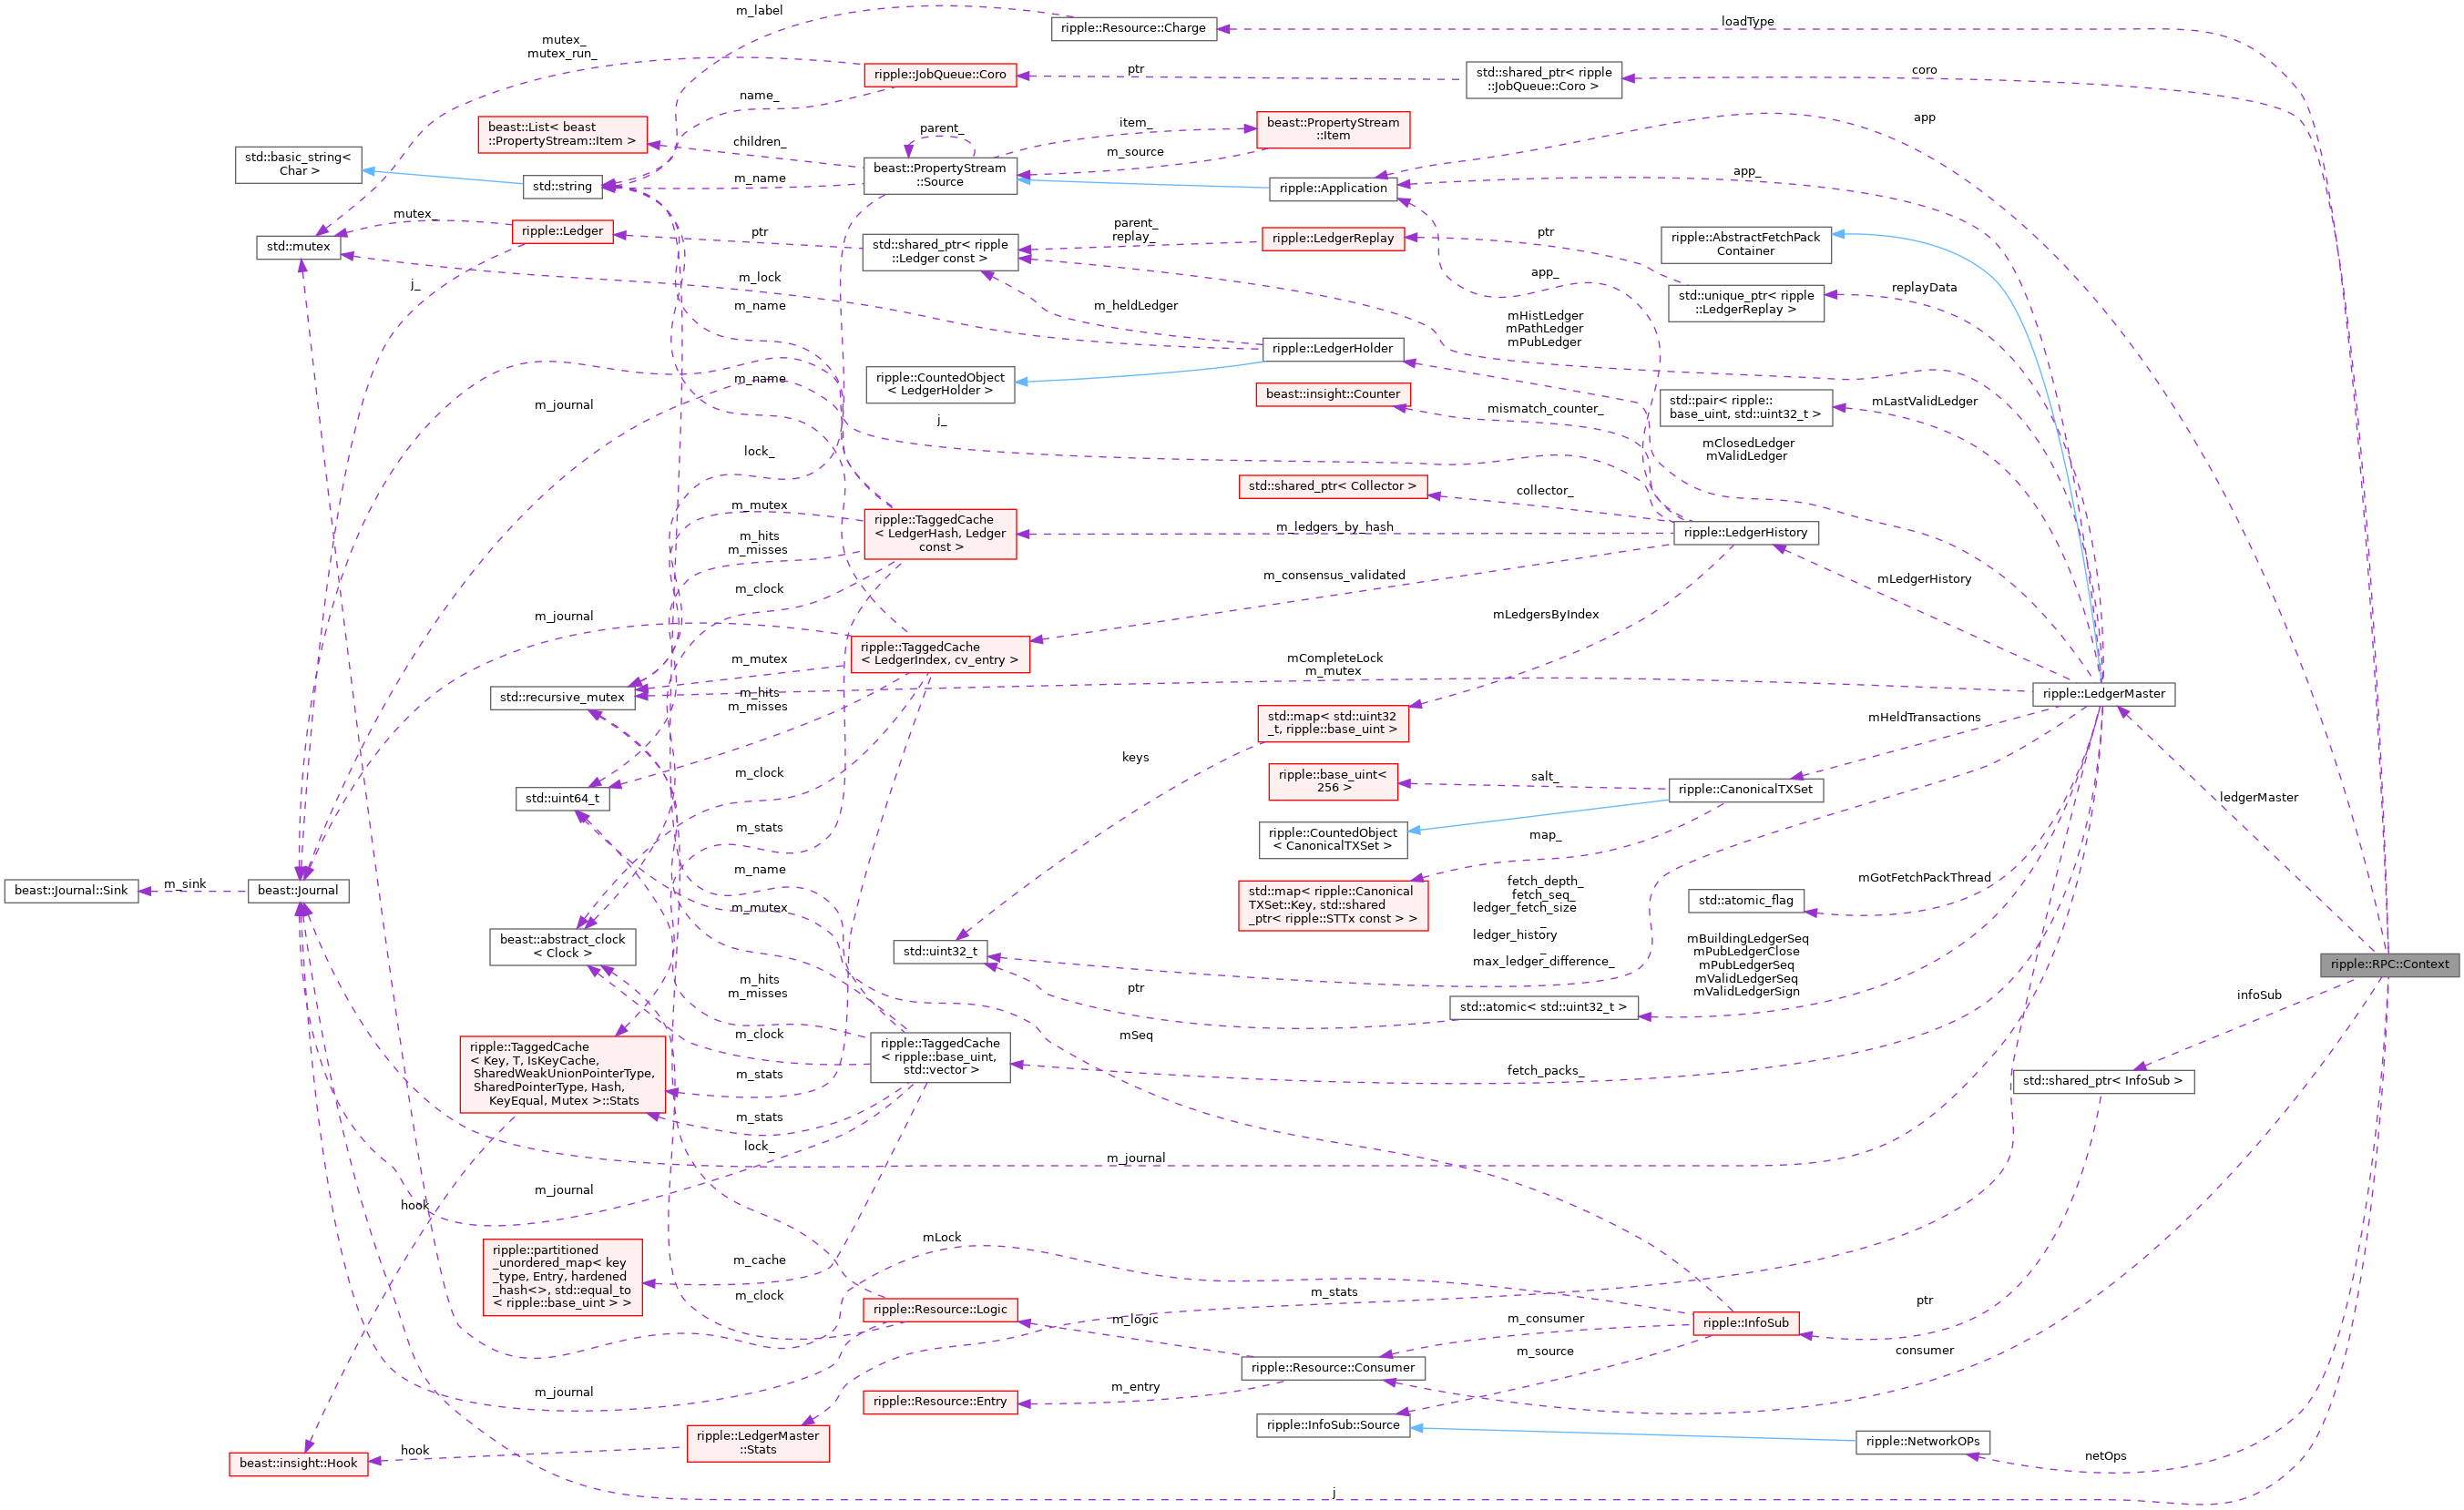 m_label
ripple::Resource::Charge
loadType
mutex_
mutex_run_
ripple::JobQueue::Coro
ptr
std::shared_ptr< ripple
::JobQueue::Coro >
coro
name_
beast::List< beast
::PropertyStream::Item >
children_
parent_
item_
beast::PropertyStream
::Item
app
std::basic_string<
Char >
std::string
m_name
beast::PropertyStream
::Source
m_source
ripple::Application
app_
mutex_
ripple::Ledger
std::mutex
ptr
std::shared_ptr< ripple
::Ledger const >
parent_
replay_
ripple::LedgerReplay
ptr
ripple::AbstractFetchPack
Container
j_
m_lock
m_name
m_heldLedger
app_
std::unique_ptr< ripple
::LedgerReplay >
replayData
mHistLedger
mPathLedger
mPubLedger
ripple::LedgerHolder
ripple::CountedObject
< LedgerHolder >
m_name
m_journal
beast::insight::Counter
mismatch_counter_
j_
std::pair< ripple::
base_uint, std::uint32_t >
mLastValidLedger
mClosedLedger
mValidLedger
lock_
std::shared_ptr< Collector >
collector_
m_mutex
ripple::TaggedCache
< LedgerHash, Ledger
const >
m_ledgers_by_hash
ripple::LedgerHistory
m_hits
m_misses
m_clock
m_consensus_validated
mLedgerHistory
m_journal
mLedgersByIndex
ripple::TaggedCache
< LedgerIndex, cv_entry >
m_mutex
mCompleteLock
m_mutex
std::recursive_mutex
ripple::LedgerMaster
m_hits
m_misses
std::map< std::uint32
_t, ripple::base_uint >
mHeldTransactions
keys
m_clock
ripple::base_uint<
256 >
salt_
ripple::CanonicalTXSet
std::uint64_t
ledgerMaster
m_stats
ripple::CountedObject
< CanonicalTXSet >
map_
m_name
beast::Journal::Sink
m_sink
beast::Journal
m_mutex
std::map< ripple::Canonical
TXSet::Key, std::shared
_ptr< ripple::STTx const > >
fetch_depth_
fetch_seq_
ledger_fetch_size
_
ledger_history
_
max_ledger_difference_
mGotFetchPackThread
std::atomic_flag
beast::abstract_clock
< Clock >
std::uint32_t
mBuildingLedgerSeq
mPubLedgerClose
mPubLedgerSeq
mValidLedgerSeq
mValidLedgerSign
ripple::RPC::Context
m_hits
m_misses
ptr
std::atomic< std::uint32_t >
infoSub
m_clock
mSeq
ripple::TaggedCache
< Key, T, IsKeyCache,
SharedWeakUnionPointerType,
SharedPointerType, Hash,
KeyEqual, Mutex >::Stats
ripple::TaggedCache
< ripple::base_uint,
std::vector >
m_stats
fetch_packs_
std::shared_ptr< InfoSub >
m_stats
lock_
m_journal
m_journal
hook
mLock
ripple::partitioned
_unordered_map< key
_type, Entry, hardened
_hash<>, std::equal_to
< ripple::base_uint > >
m_cache
m_clock
ripple::Resource::Logic
m_logic
m_stats
m_consumer
ripple::InfoSub
ptr
m_source
consumer
ripple::Resource::Consumer
m_journal
ripple::Resource::Entry
m_entry
ripple::InfoSub::Source
ripple::LedgerMaster
::Stats
hook
beast::insight::Hook
ripple::NetworkOPs
netOps
j